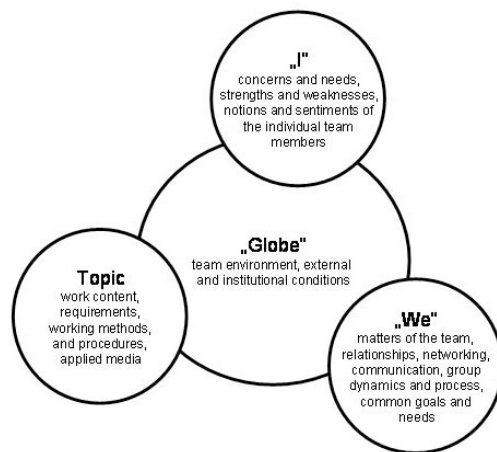 „I"
concerns and needs,
strengths and weaknesses,
notions and sentiments of
the individual team
members
„Globe"
team environment, external
and institutional conditions
Topic
work content,
requirements,
working methods,
and procedures,
applied media
„We"
matters of the team,
relationships, networking,
communication, group
dynamics and process,
common goals and
needs